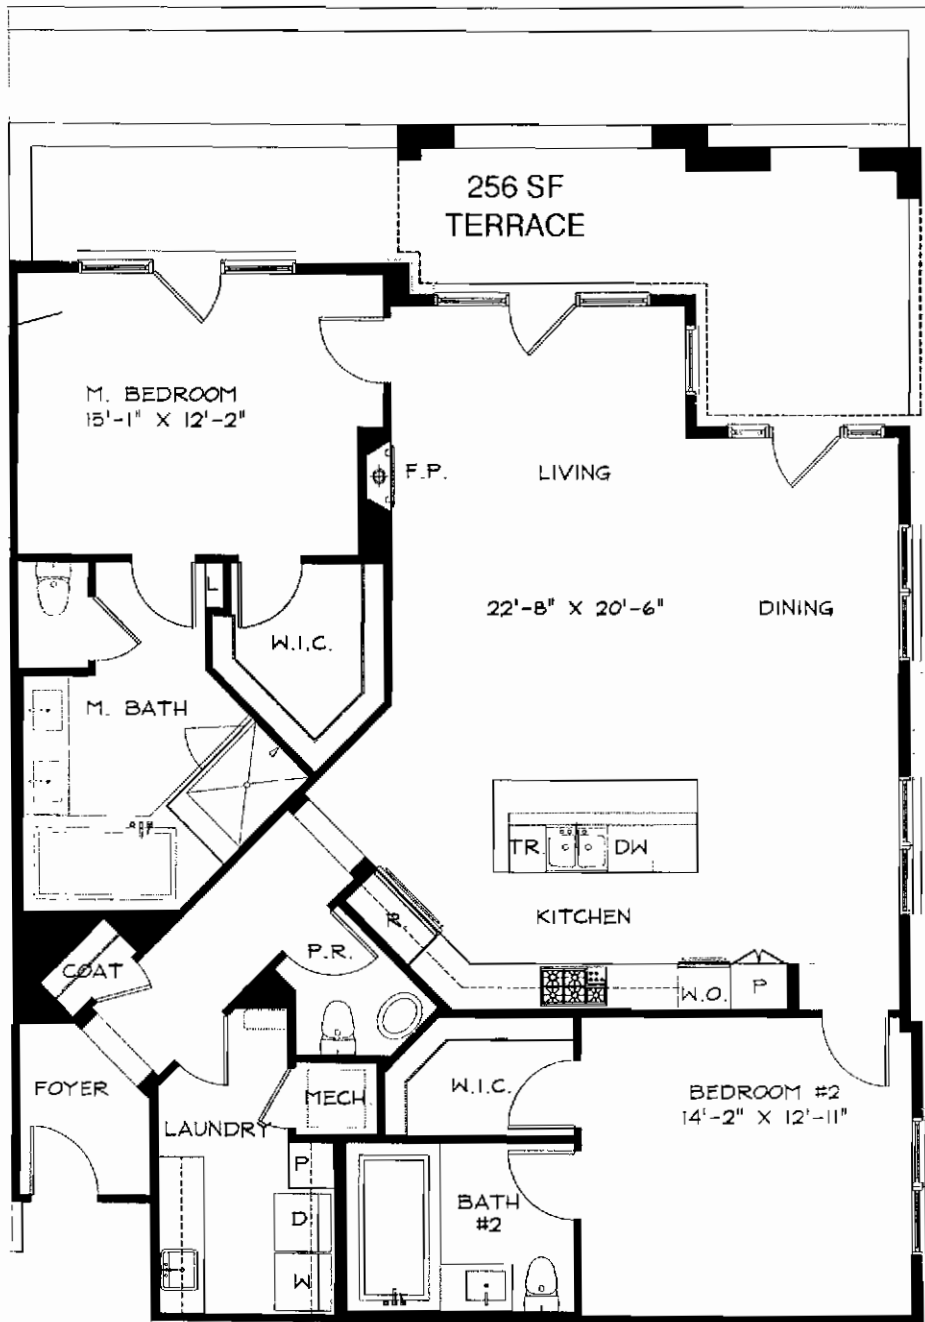 256 SF
TERRACE
M. BEDROOM
15'-1" X 12'-2"
F.P.
LIVING
L
W.I.C.
22'-8" X 20'-6"
DINING
M. BATH
TR.
DW
KITCHEN
R.
P.R.
COAT
W.O.
P
FOYER
MECH.
W.I.C.
BEDROOM #2
14'-2" X 12'-11"
LAUNDRY
P
D
W
BATH
#2